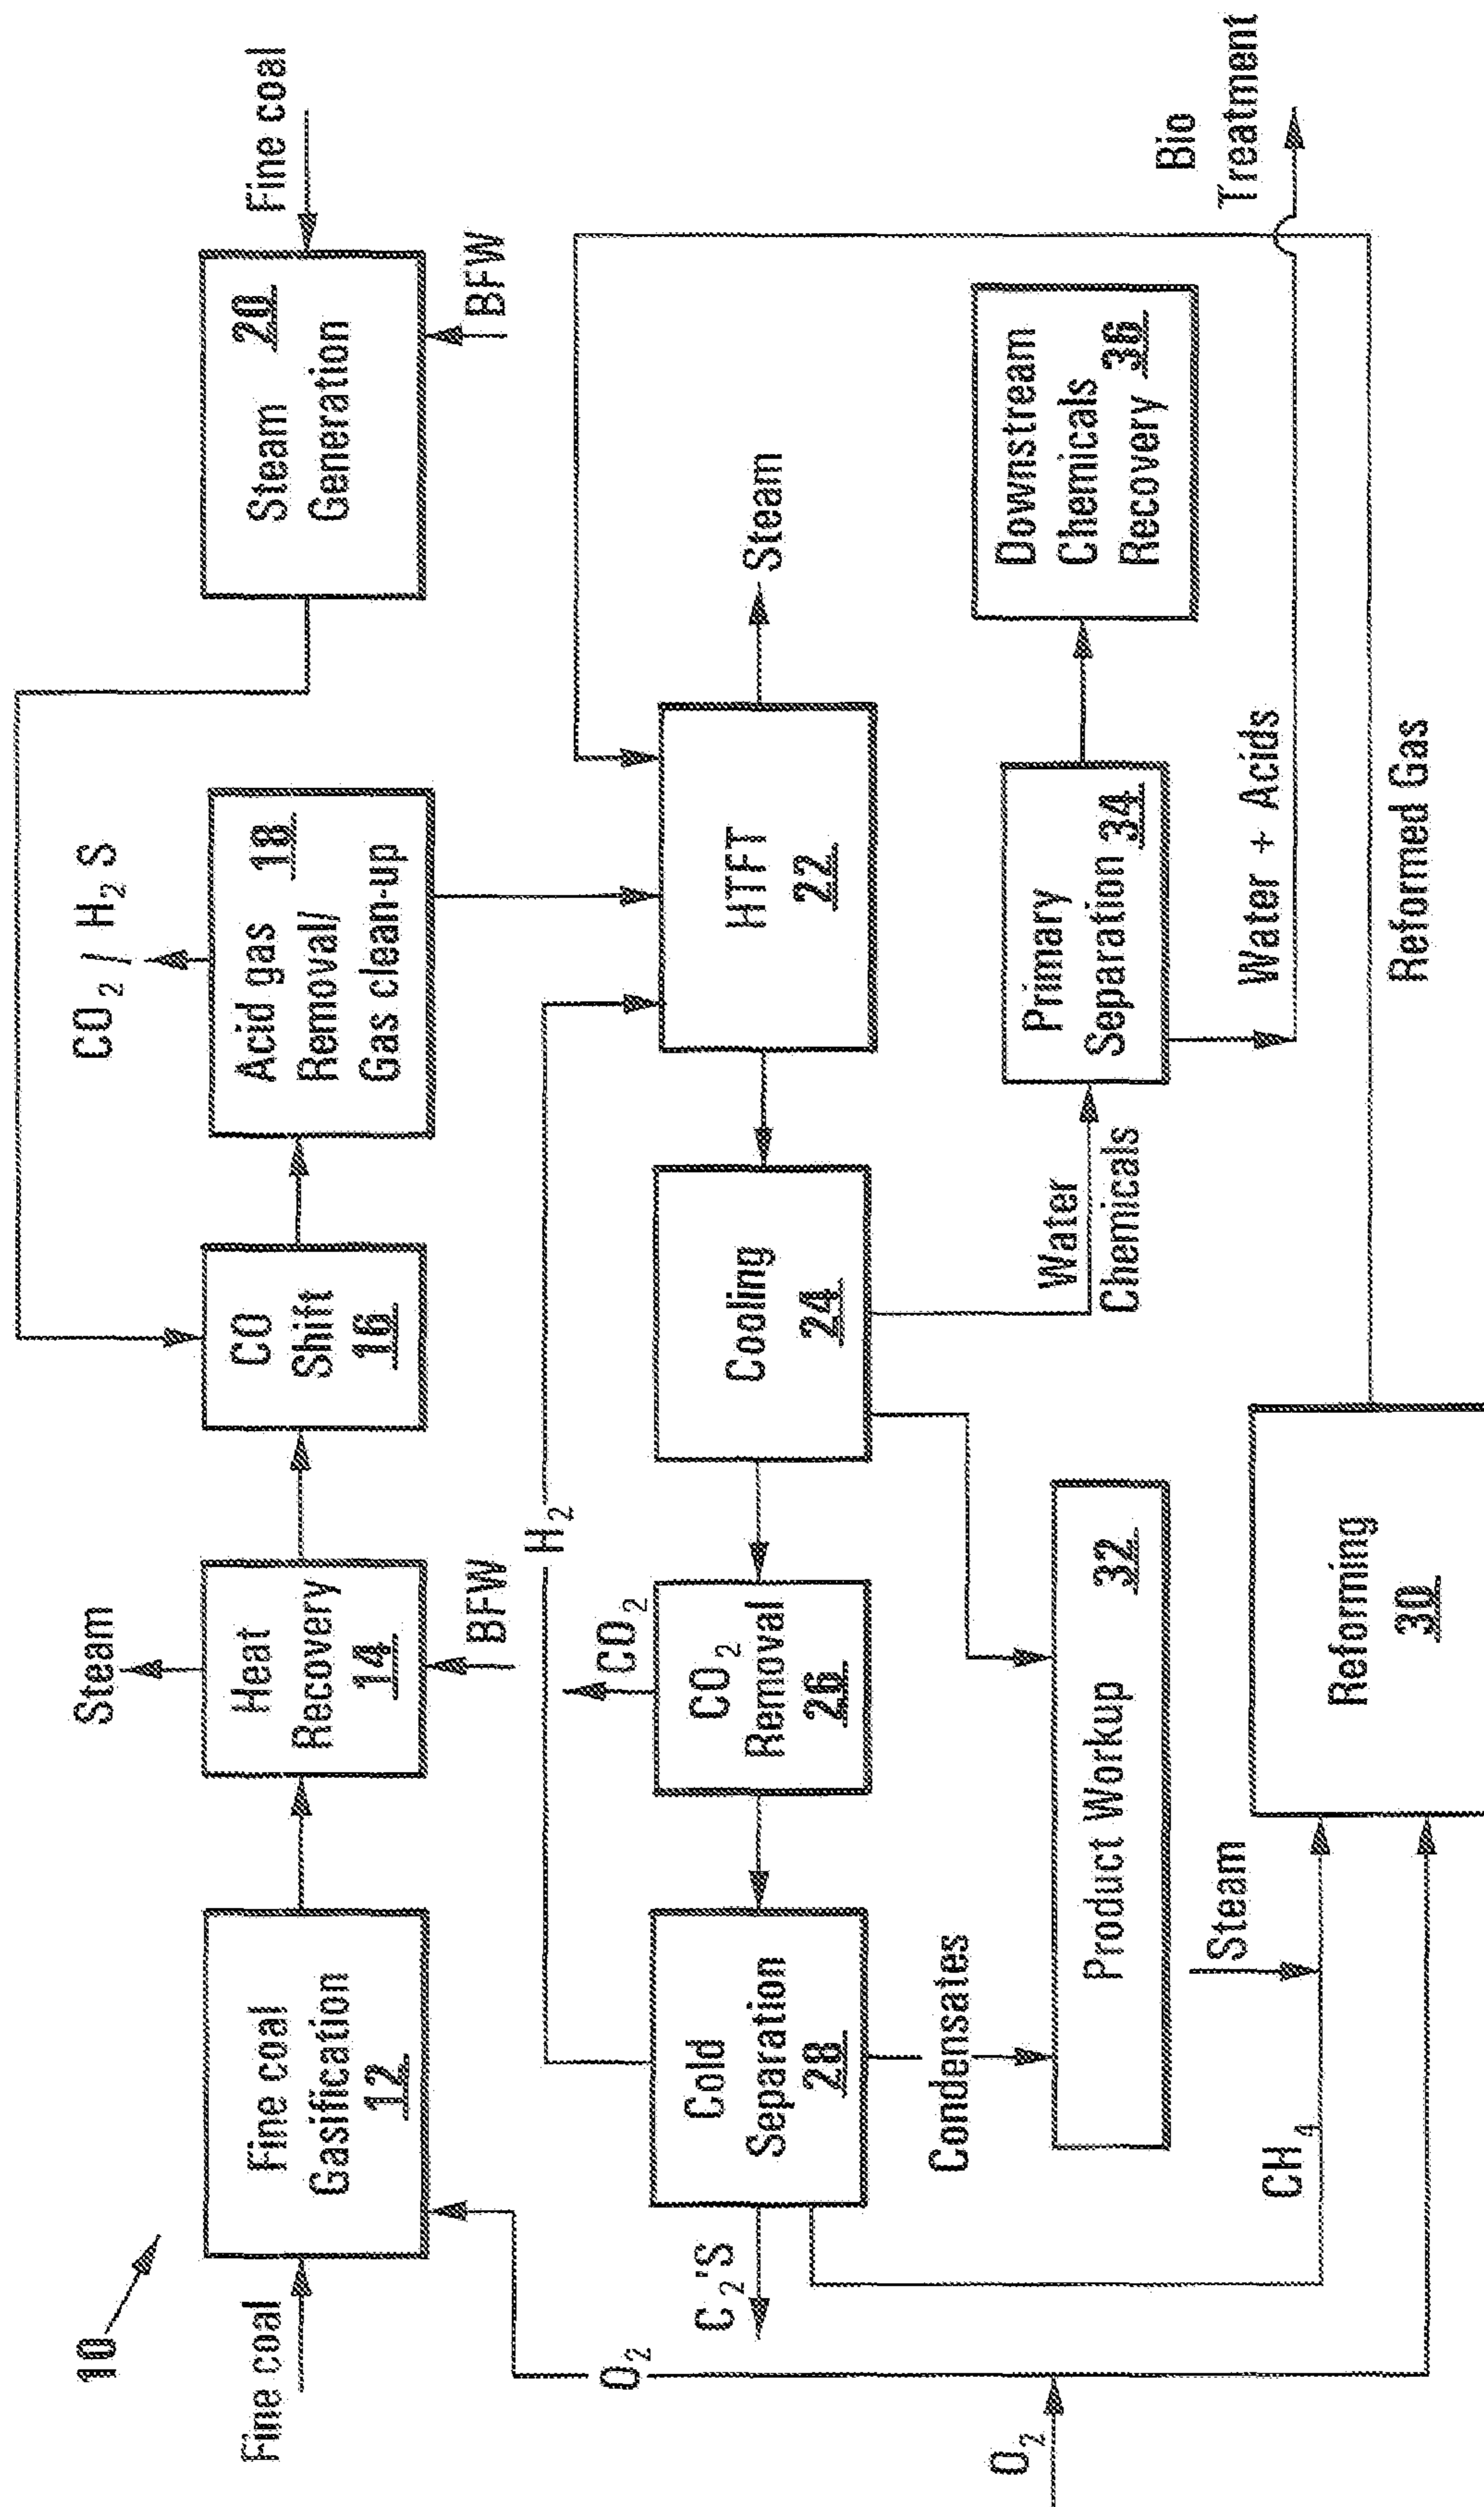 10
Fine coal
Fine coal
Gasification
12
Steam
Heat
Recovery
14
BFW
CO
Shift
16
CO₂ / H₂S
Acid gas 18
Removal/
Gas clean-up
Steam 20
Generation
Fine coal
BFW
O₂
H₂
C₂'S
Cold
Separation
28
CO₂
CO₂
Removal
26
Cooling
24
HTFT
22
Steam
Condensates
Product Workup 32
Water
Chemicals
Primary
Separation 34
Downstream
Chemicals
Recovery 36
Bio
Treatment
Water + Acids
O₂
CH₄
Steam
Reforming
30
Reformed Gas